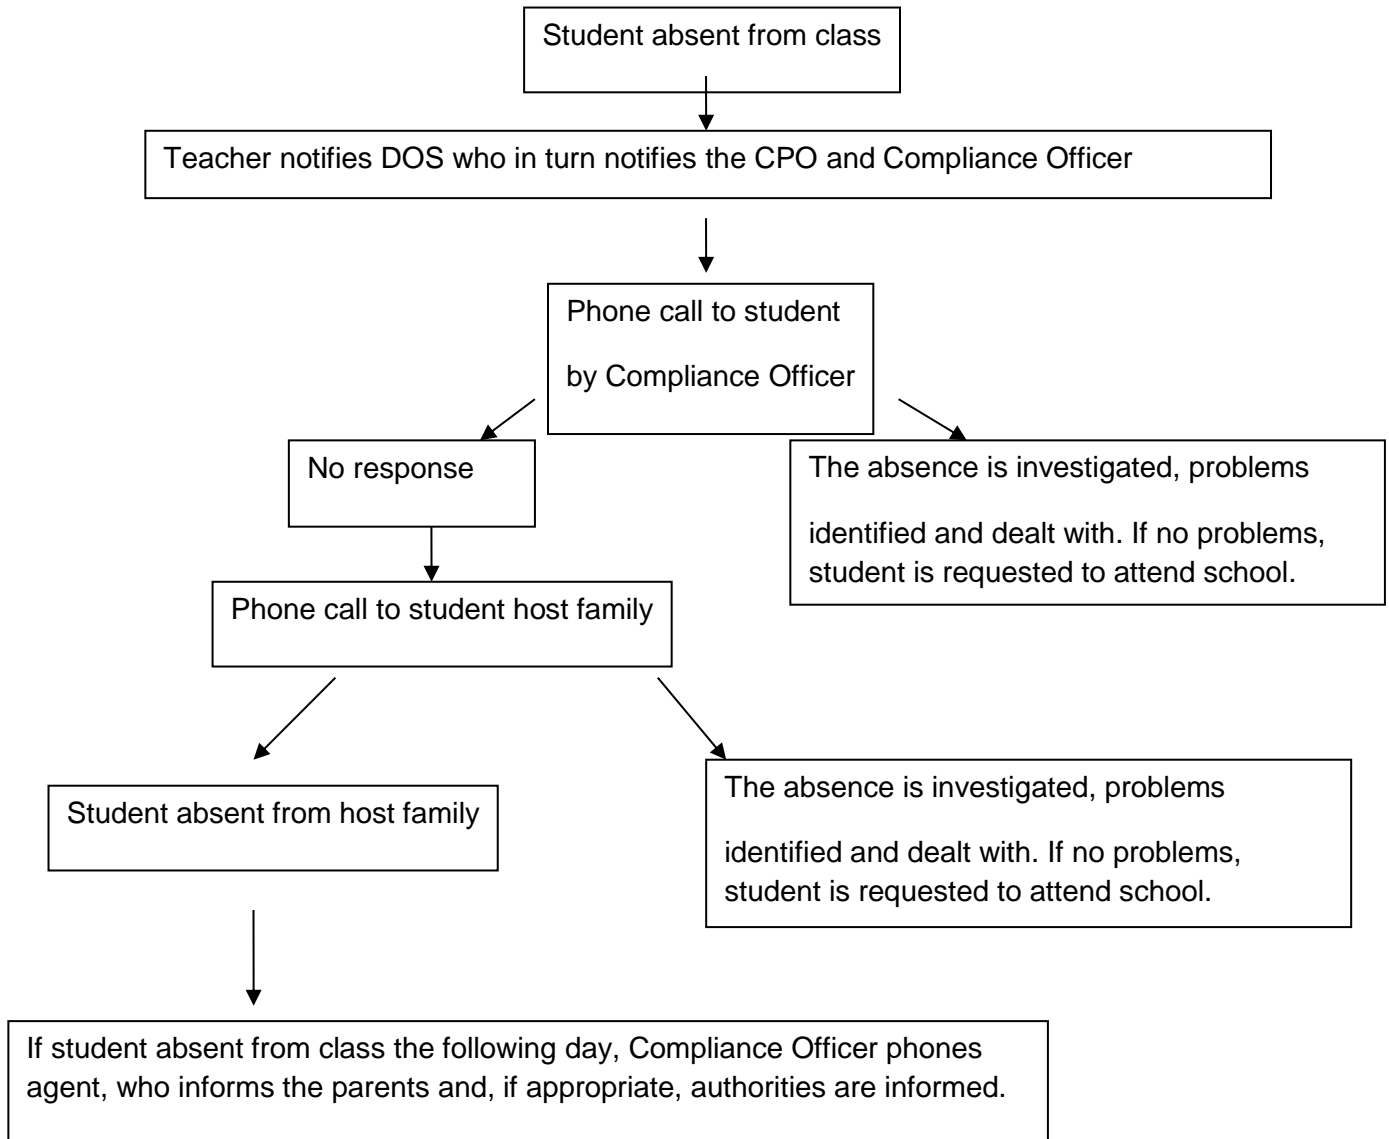 Student absent from class
Teacher notifies DOS who in turn notifies the CPO and Compliance Officer
Phone call to student
by Compliance Officer
No response
The absence is investigated, problems
identified and dealt with. If no problems,
student is requested to attend school.
Phone call to student host family
Student absent from host family
The absence is investigated, problems
identified and dealt with. If no problems,
student is requested to attend school.
If student absent from class the following day, Compliance Officer phones
agent, who informs the parents and, if appropriate, authorities are informed.